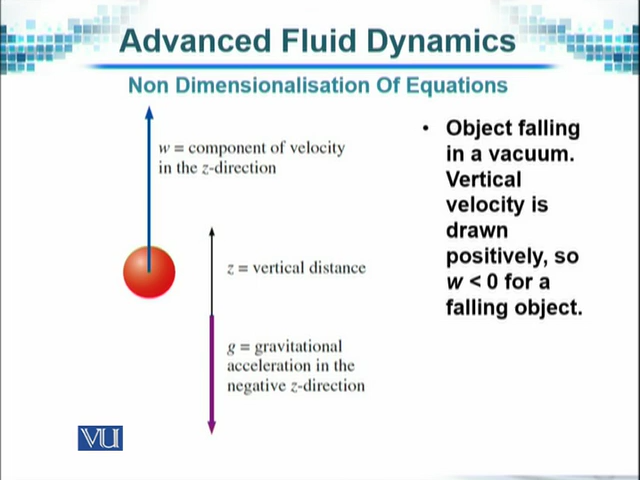 Advanced Fluid Dynamics
Non Dimensionalisation Of Equations
w = component of velocity
in the z-direction
z = vertical distance
g = gravitational
acceleration in the
negative z-direction
• Object falling
in a vacuum.
Vertical
velocity is
drawn
positively, so
w < 0 for a
falling object.
VU